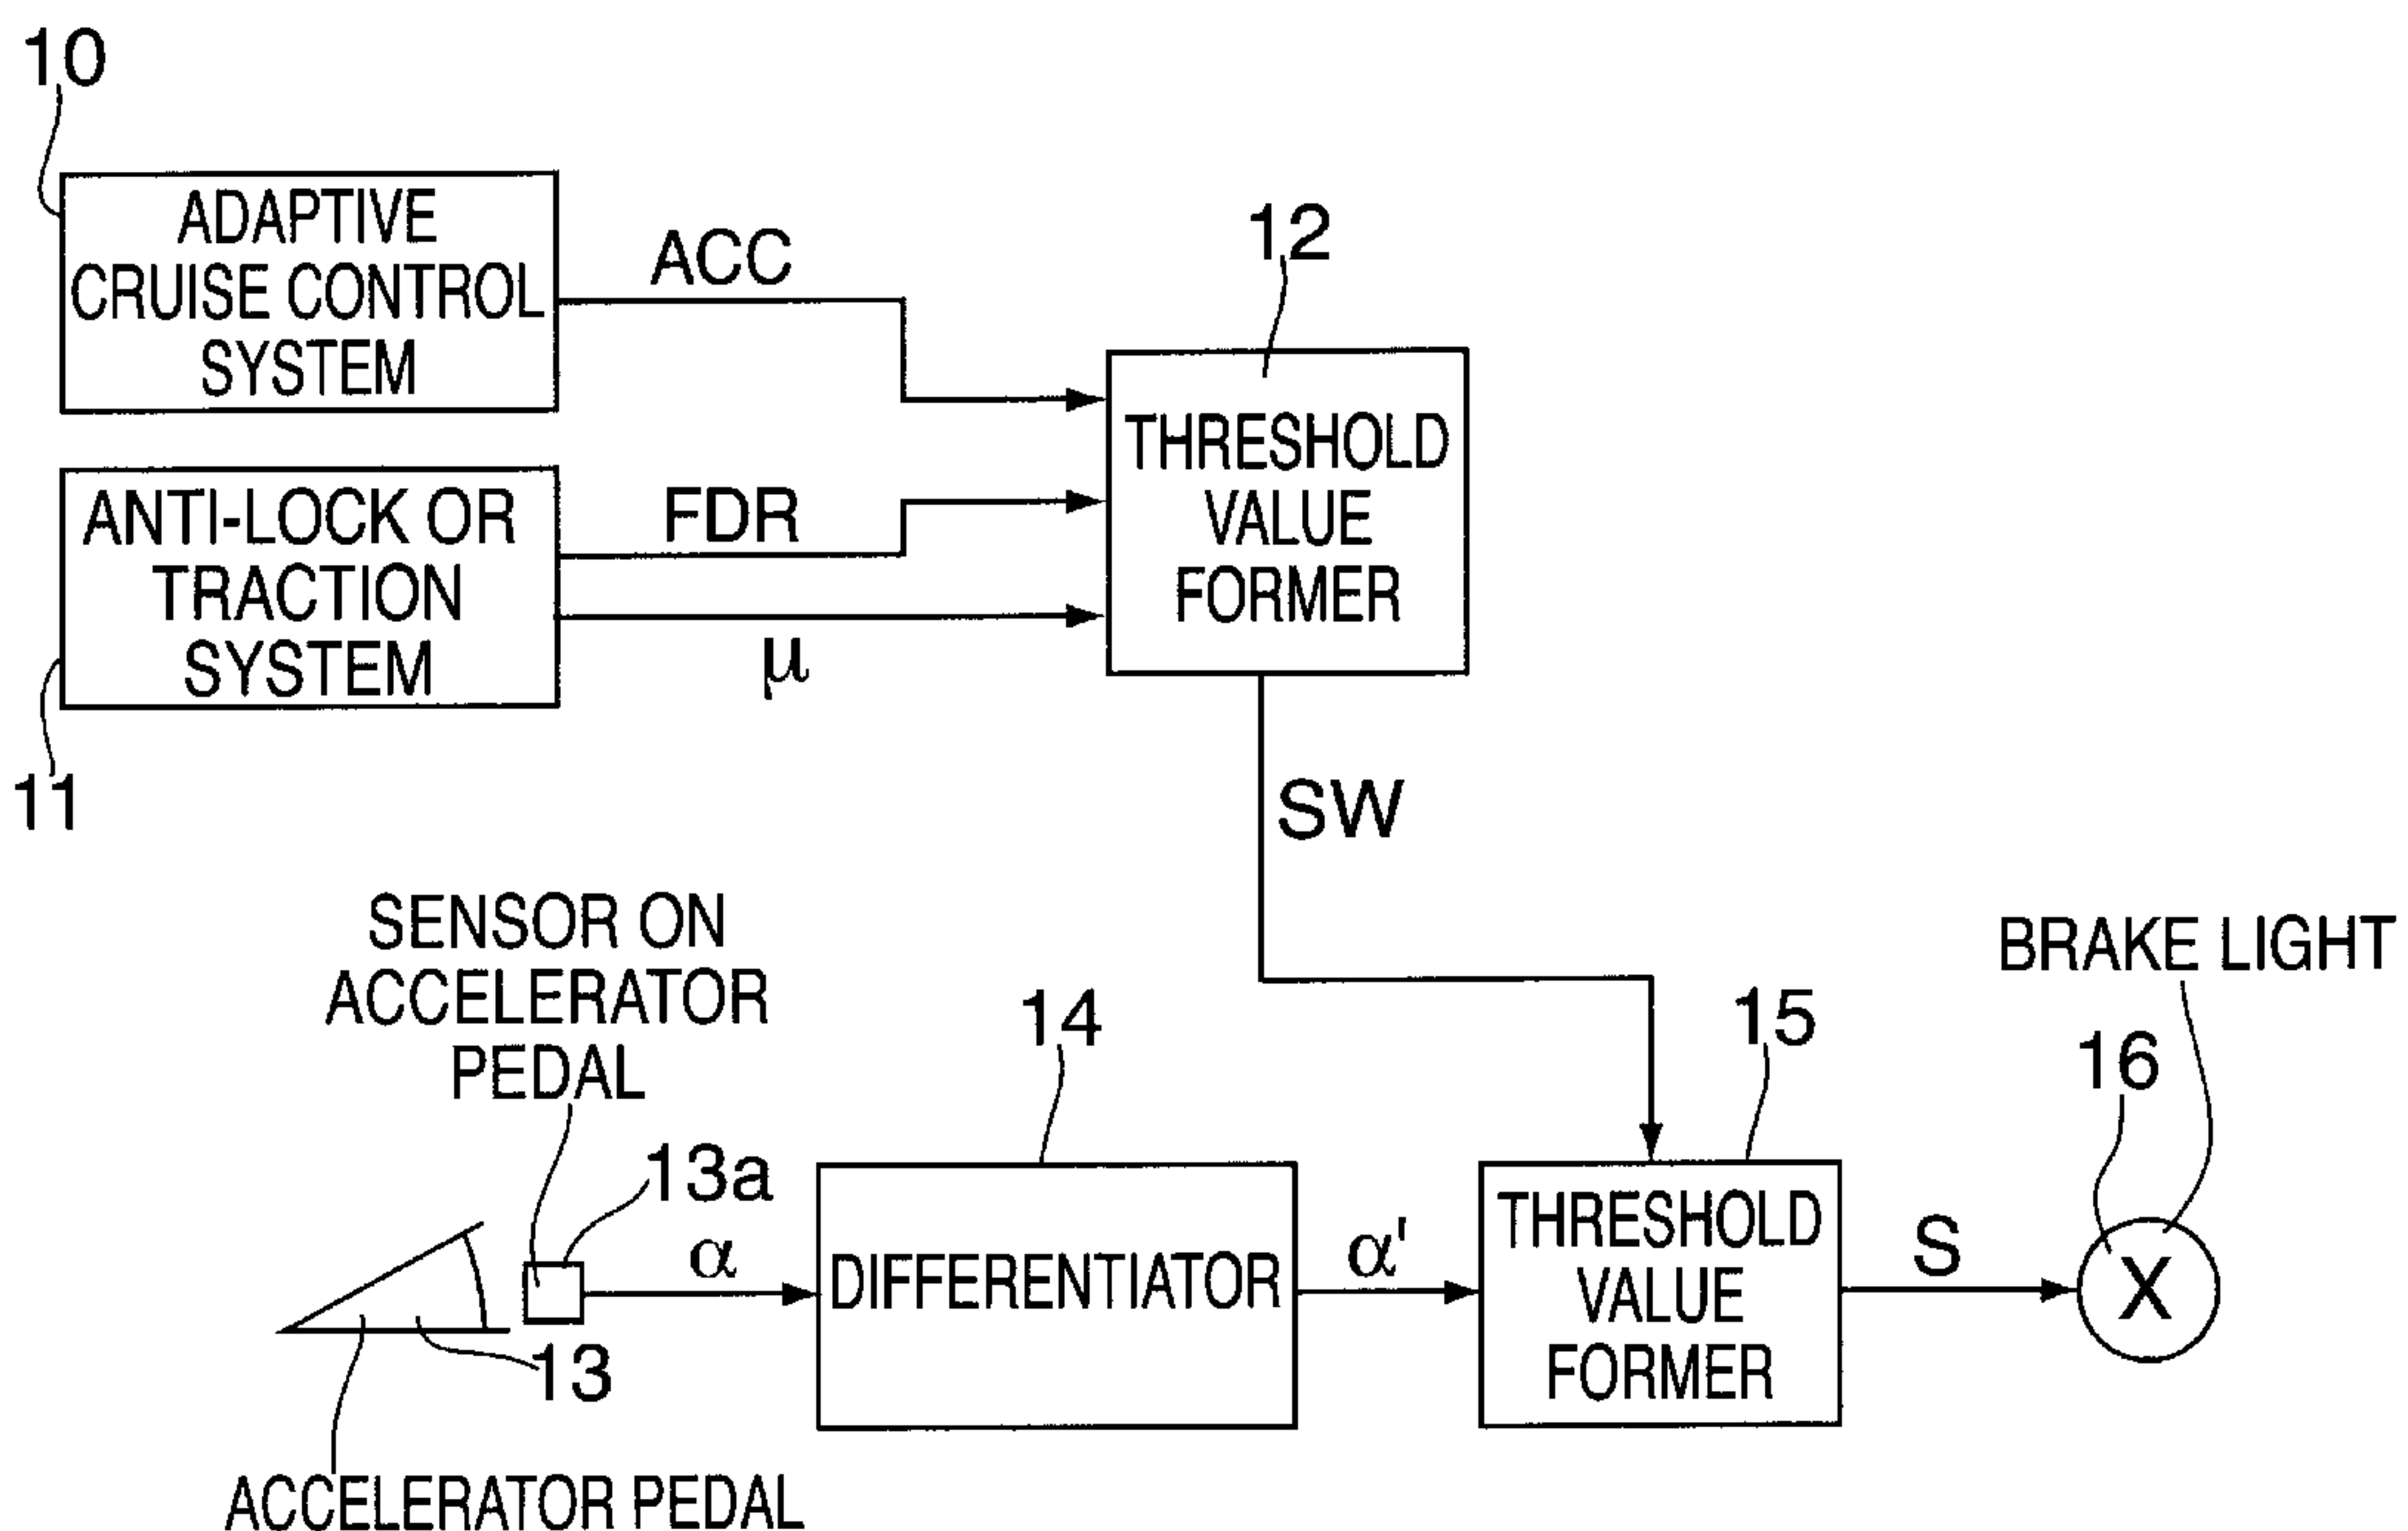 10
ADAPTIVE
CRUISE CONTROL
SYSTEM
ACC
12
THRESHOLD
VALUE
FORMER
ANTI-LOCK OR
TRACTION
SYSTEM
FDR
μ
11
SW
SENSOR ON
ACCELERATOR
PEDAL
13a
α
13
ACCELERATOR PEDAL
14
DIFFERENTIATOR
α'
15
THRESHOLD
VALUE
FORMER
S
BRAKE LIGHT
16
X